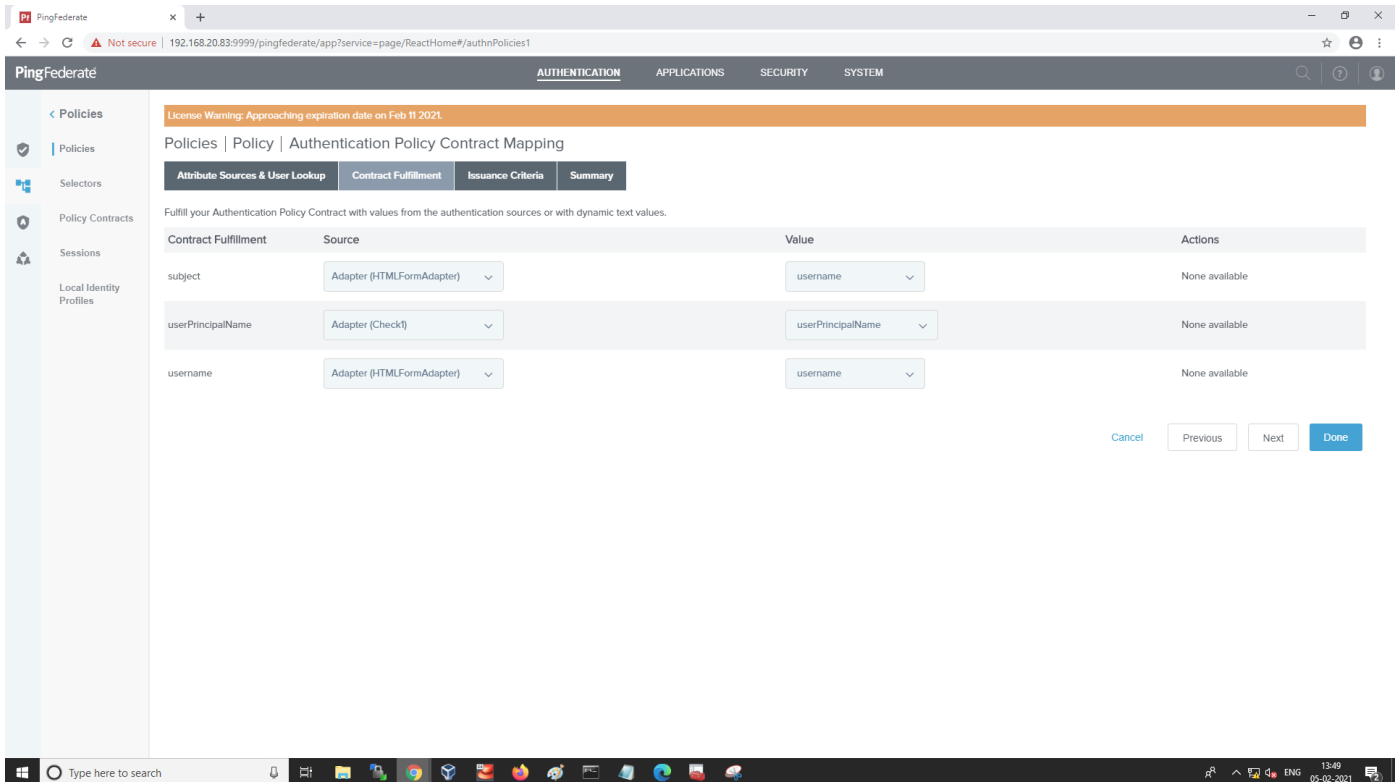 PingFederate
Not secure | 192.168.20.83:9999/pingfederate/app?service=page/ReactHome#/authnPolicies1
PingFederate
AUTHENTICATION APPLICATIONS SECURITY SYSTEM
< Policies
Policies
Selectors
Policy Contracts
Sessions
Local Identity
Profiles
License Warning: Approaching expiration date on Feb 11 2021.
Policies | Policy | Authentication Policy Contract Mapping
Attribute Sources & User Lookup Contract Fulfillment Issuance Criteria Summary
Fulfill your Authentication Policy Contract with values from the authentication sources or with dynamic text values.
Contract Fulfillment Source Value Actions
subject Adapter (HTMLFormAdapter) username None available
userPrincipalName Adapter (Check1) userPrincipalName None available
username Adapter (HTMLFormAdapter) username None available
Cancel Previous Next Done
Type here to search
ENG
13:49
05-02-2021